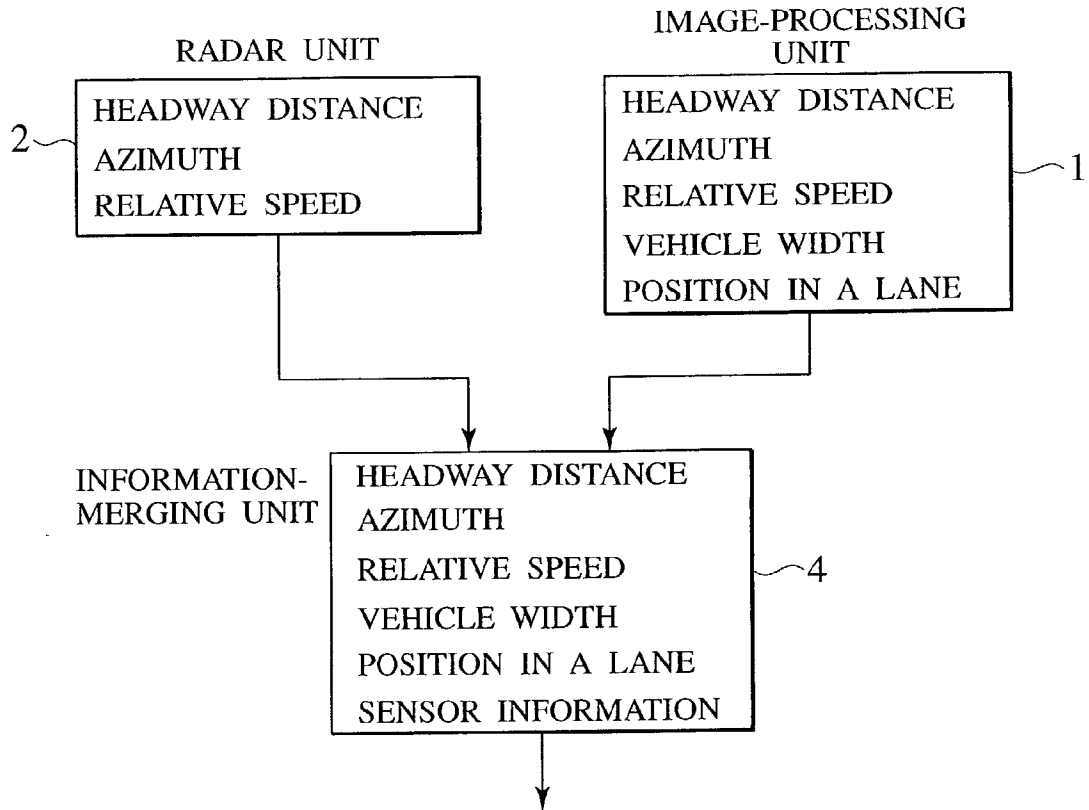 RADAR UNIT
2
HEADWAY DISTANCE
AZIMUTH
RELATIVE SPEED
IMAGE-PROCESSING
UNIT
HEADWAY DISTANCE
AZIMUTH
RELATIVE SPEED
VEHICLE WIDTH
POSITION IN A LANE
1
INFORMATION-
MERGING UNIT
HEADWAY DISTANCE
AZIMUTH
RELATIVE SPEED
VEHICLE WIDTH
POSITION IN A LANE
SENSOR INFORMATION
4